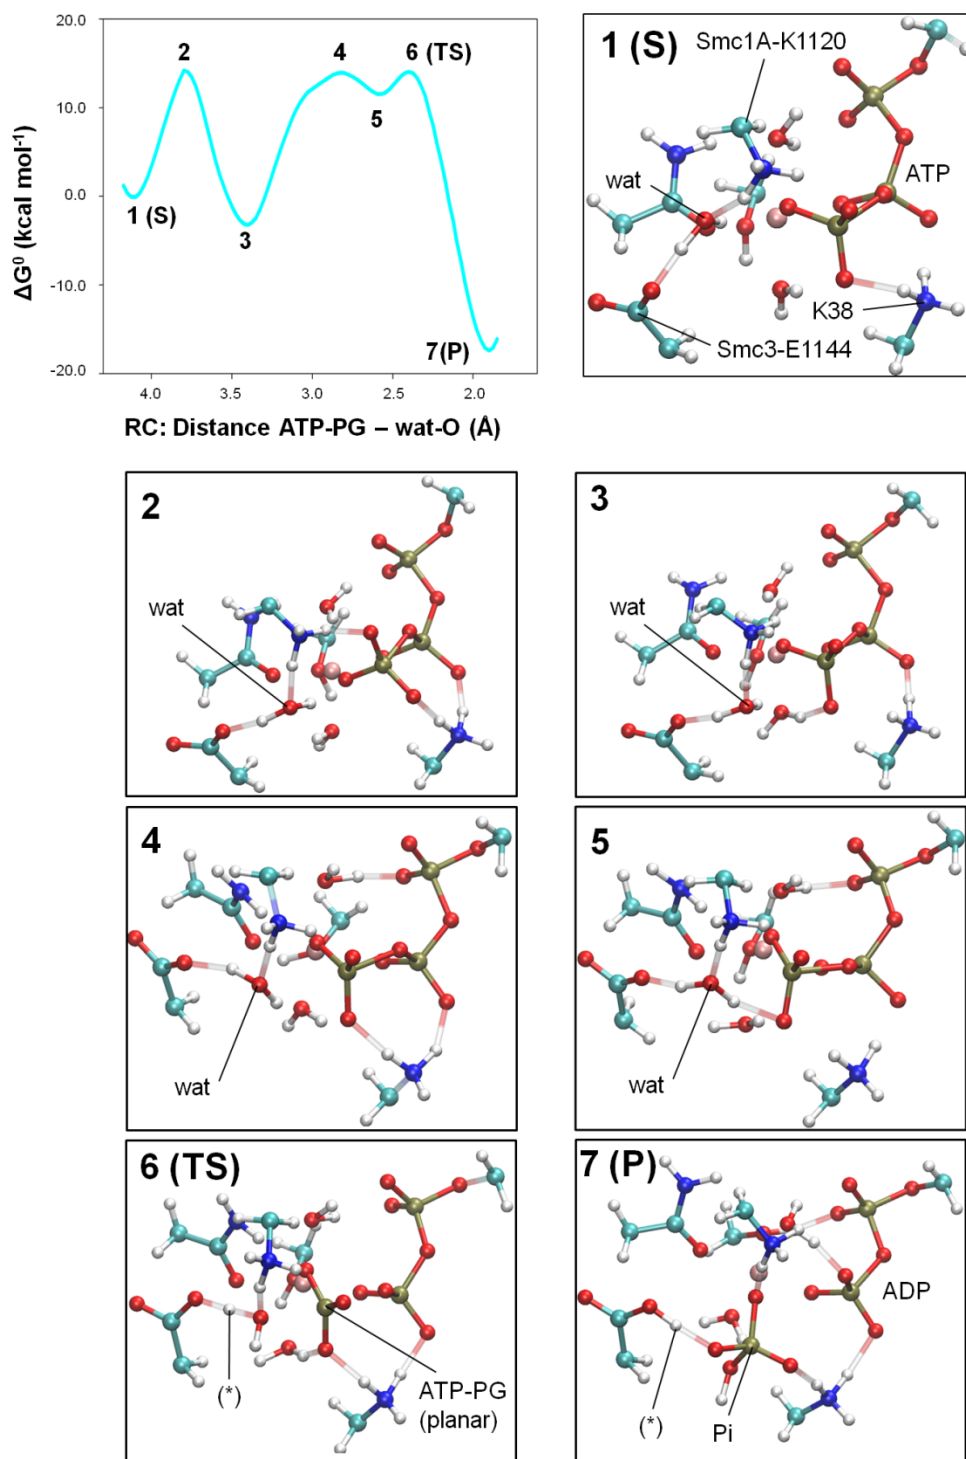 20.0
10.0
0.0
-10.0
-20.0
ΔG⁰ (kcal mol⁻¹)
1 (S)
2
3
4
5
6 (TS)
7 (P)
4.0 3.5 3.0 2.5 2.0
RC: Distance ATP-PG – wat-O (Å)
1 (S)
Smc1A-K1120
wat
ATP
K38
Smc3-E1144
2
wat
3
wat
4
wat
5
wat
6 (TS)
(*)
ATP-PG
(planar)
7 (P)
ADP
(*)
Pi